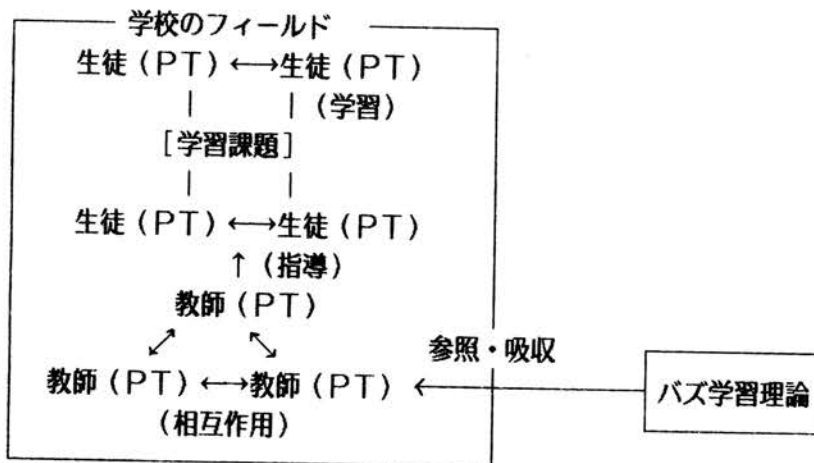 学校のフィールド
生徒(PT)←→生徒(PT)
| |(学習)
[学習課題]
| |
生徒(PT)←→生徒(PT)
↑(指導)
教師(PT)
↙↗ ↖↘
教師(PT)←→教師(PT)←
(相互作用)
参照・吸収
バズ学習理論